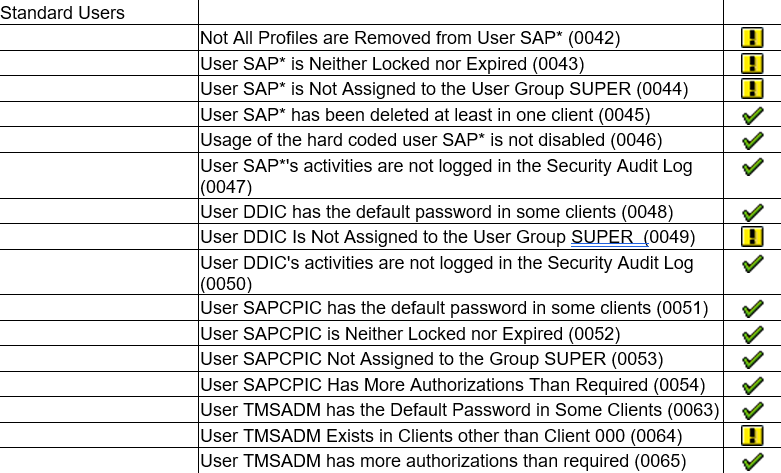 Standard Users
Not All Profiles are Removed from User SAP* (0042)
User SAP* is Neither Locked nor Expired (0043)
User SAP* is Not Assigned to the User Group SUPER (0044)
User SAP* has been deleted at least in one client (0045)
Usage of the hard coded user SAP* is not disabled (0046)
User SAP*'s activities are not logged in the Security Audit Log
(0047)
User DDIC has the default password in some clients (0048)
User DDIC Is Not Assigned to the User Group SUPER  (0049)
User DDIC's activities are not logged in the Security Audit Log
(0050)
User SAPCPIC has the default password in some clients (0051)
User SAPCPIC is Neither Locked nor Expired (0052)
User SAPCPIC Not Assigned to the Group SUPER (0053)
User SAPCPIC Has More Authorizations Than Required (0054)
User TMSADM has the Default Password in Some Clients (0063)
User TMSADM Exists in Clients other than Client 000 (0064)
User TMSADM has more authorizations than required (0065)